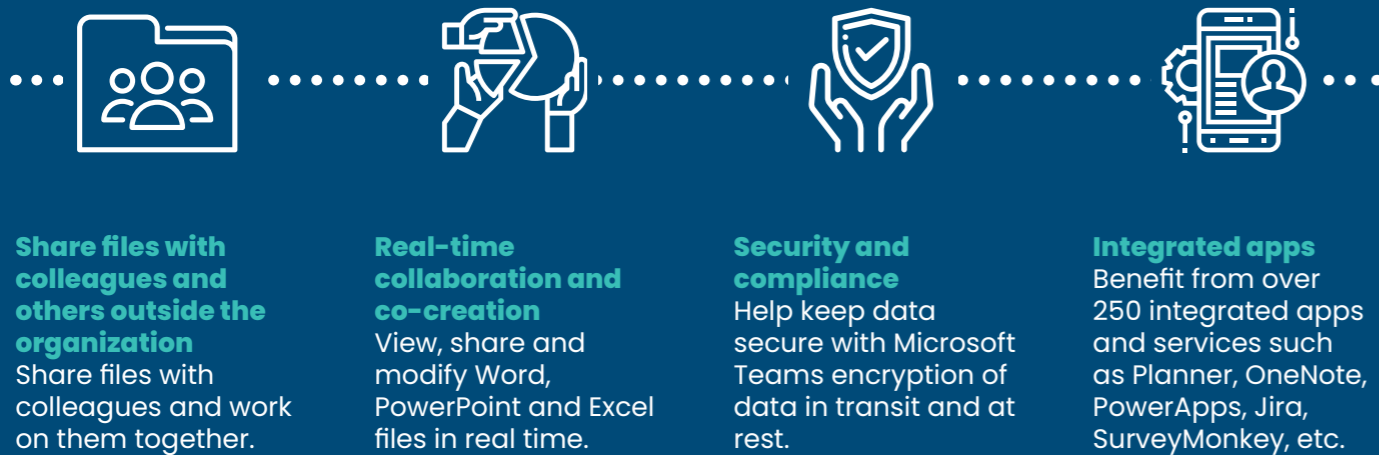 Share files with
colleagues and
others outside the
organization
Share files with
colleagues and work
on them together.
Real-time
collaboration and
co-creation
View, share and
modify Word,
PowerPoint and Excel
files in real time.
Security and
compliance
Help keep data
secure with Microsoft
Teams encryption of
data in transit and at
rest.
Integrated apps
Benefit from over
250 integrated apps
and services such
as Planner, OneNote,
PowerApps, Jira,
SurveyMonkey, etc.